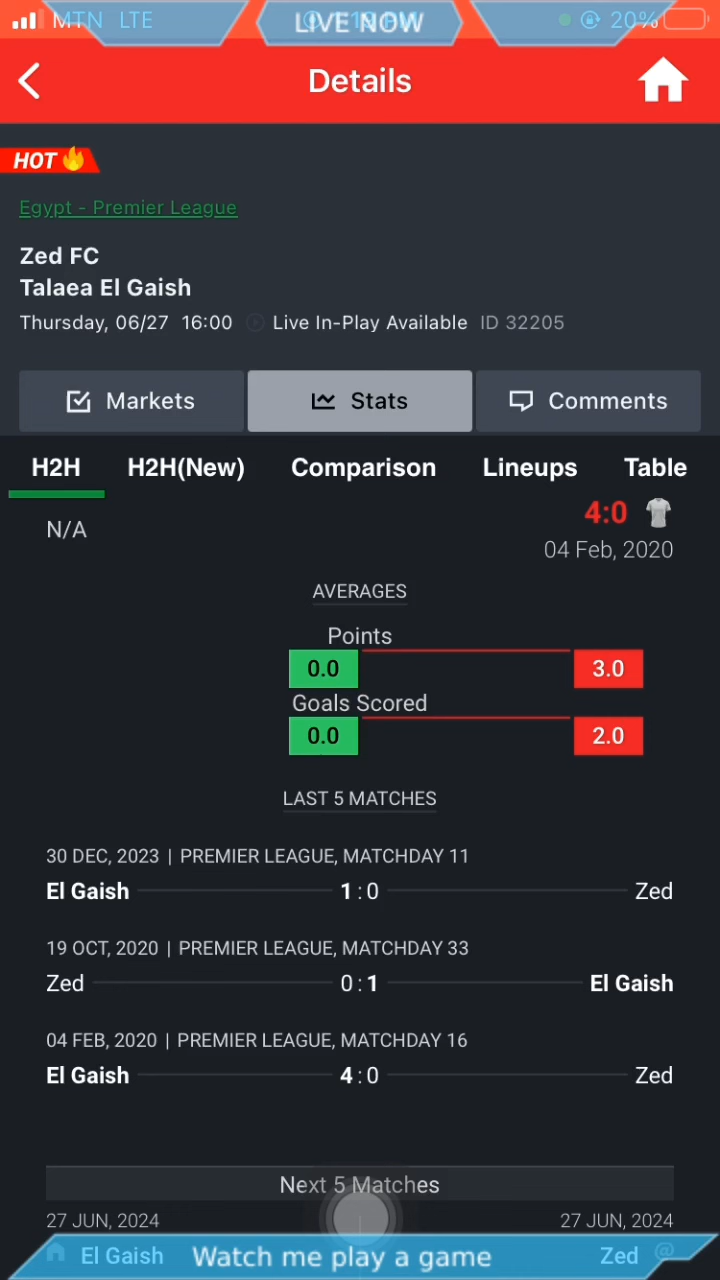 MTN LTE
LIVE NOW
20%
Details
HOT
Egypt - Premier League
Zed FC
Talaea El Gaish
Thursday, 06/27 16:00 Live In-Play Available ID 32205
Markets Stats Comments
H2H H2H(New) Comparison Lineups Table
4:0
N/A
04 Feb, 2020
AVERAGES
Points
0.0 3.0
Goals Scored
0.0 2.0
LAST 5 MATCHES
30 DEC, 2023 | PREMIER LEAGUE, MATCHDAY 11
El Gaish 1 : 0 Zed
19 OCT, 2020 | PREMIER LEAGUE, MATCHDAY 33
Zed 0 : 1 El Gaish
04 FEB, 2020 | PREMIER LEAGUE, MATCHDAY 16
El Gaish 4 : 0 Zed
Next 5 Matches
27 JUN, 2024 27 JUN, 2024
El Gaish Watch me play a game Zed @